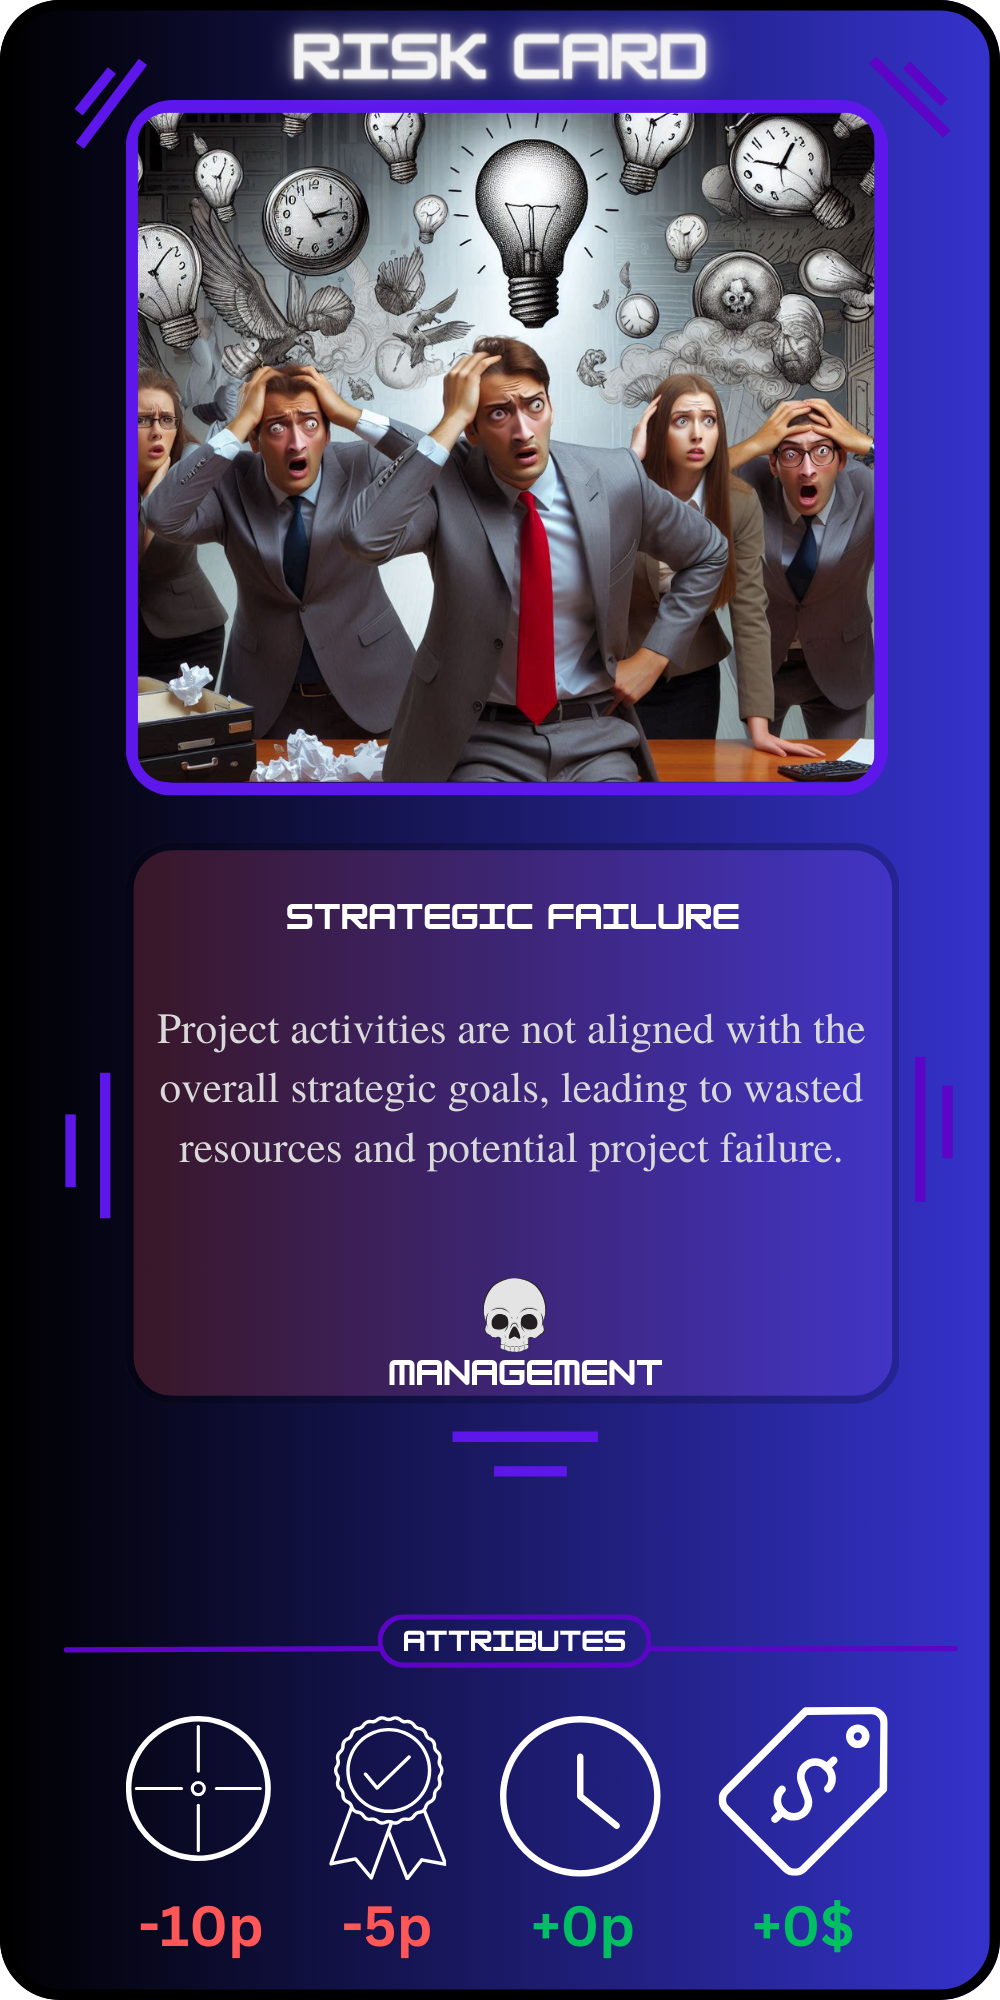 RISK CARD
STRATEGIC FAILURE
Project activities are not aligned with the
overall strategic goals, leading to wasted
resources and potential project failure.
MANAGEMENT
ATTRIBUTES
-10p -5p +0p +0$